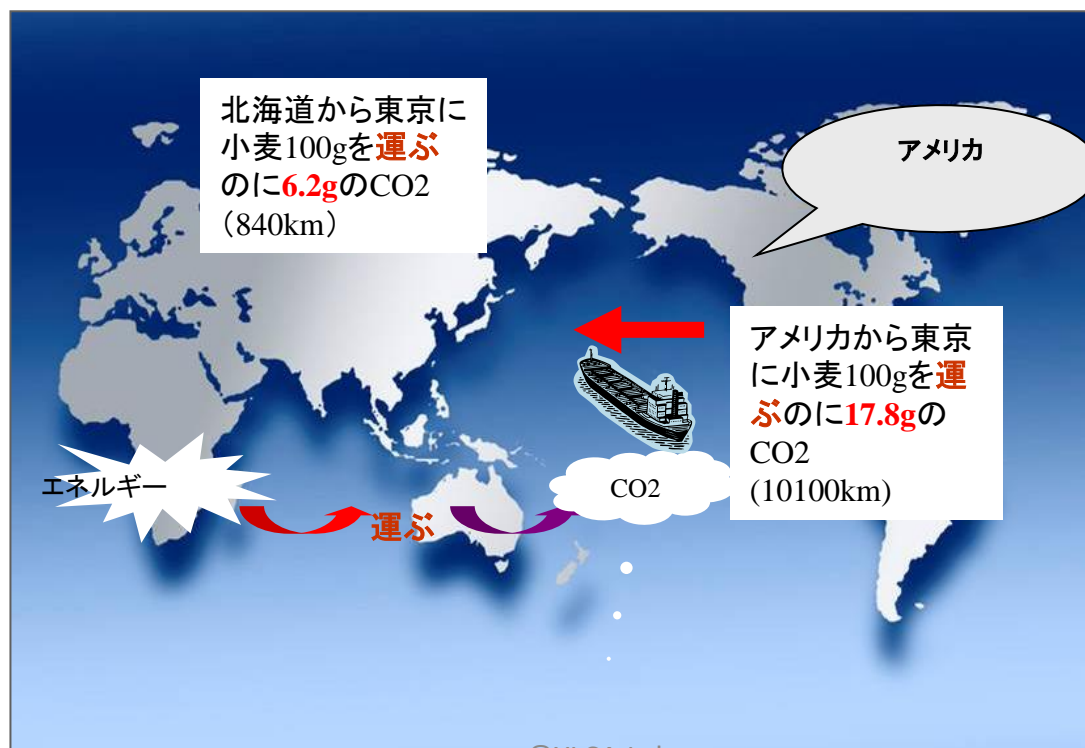 北海道から東京に
小麦100gを運ぶ
のに6.2gのCO2
（840km）
アメリカ
アメリカから東京
に小麦100gを運
ぶのに17.8gの
CO2
(10100km)
エネルギー
運ぶ
CO2